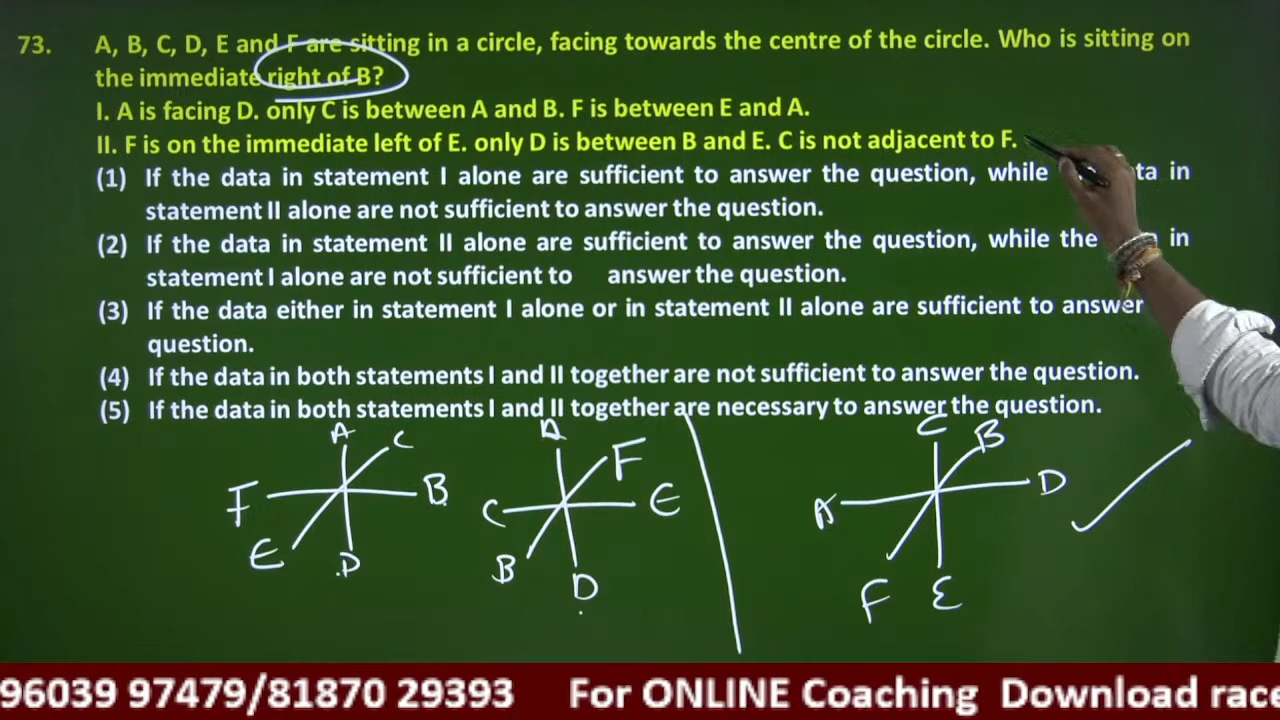 73. A, B, C, D, E and F are sitting in a circle, facing towards the centre of the circle. Who is sitting on
the immediate right of B?
I. A is facing D. only C is between A and B. F is between E and A.
II. F is on the immediate left of E. only D is between B and E. C is not adjacent to F.
(1) If the data in statement I alone are sufficient to answer the question, while ta in
statement II alone are not sufficient to answer the question.
(2) If the data in statement II alone are sufficient to answer the question, while the in
statement I alone are not sufficient to answer the question.
(3) If the data either in statement I alone or in statement II alone are sufficient to answer
question.
(4) If the data in both statements I and II together are not sufficient to answer the question.
(5) If the data in both statements I and II together are necessary to answer the question.
A C B D E F
A F E D B C
C B D E F A
96039 97479/81870 29393 For ONLINE Coaching Download race